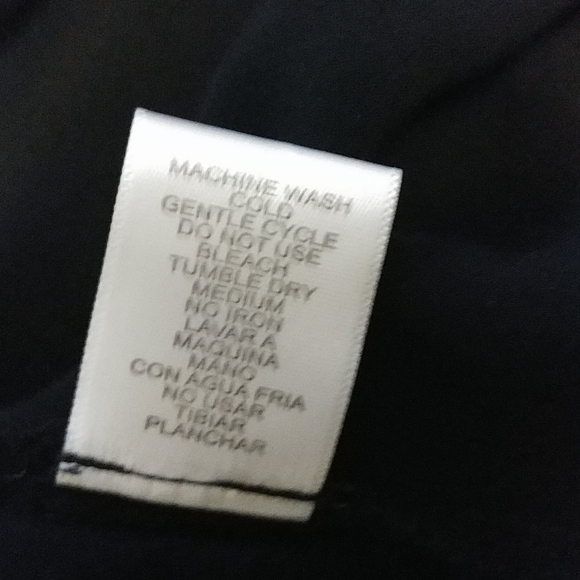 MACHINE WASH
COLD
GENTLE CYCLE
DO NOT USE
BLEACH
TUMBLE DRY
MEDIUM
NO IRON
LAVAR A
MAQUINA
MANO
CON AGUA FRIA
NO USAR
TIBIAR
PLANCHAR